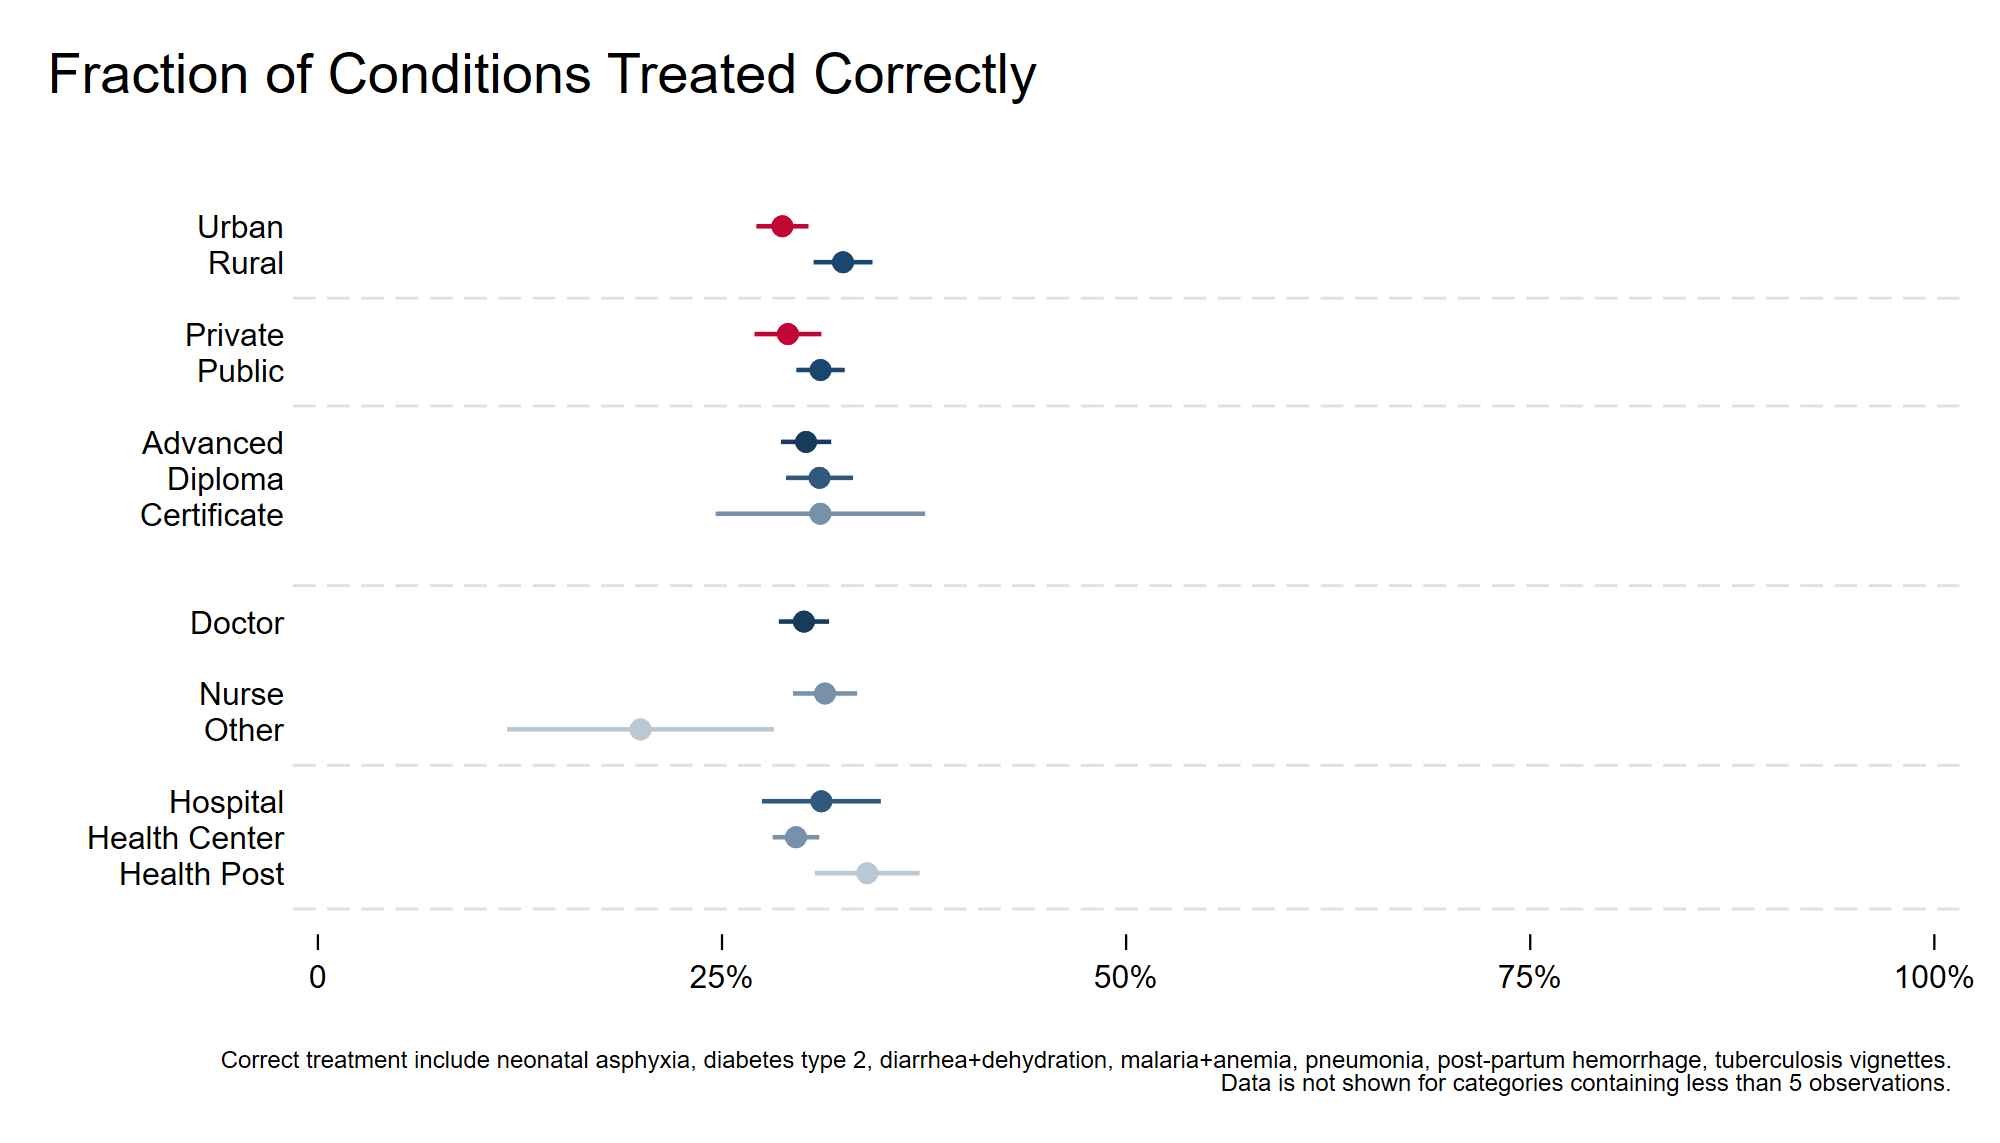 Fraction of Conditions Treated Correctly
Urban
Rural
Private
Public
Advanced
Diploma
Certificate
Doctor
Nurse
Other
Hospital
Health Center
Health Post
0 25% 50% 75% 100%
Correct treatment include neonatal asphyxia, diabetes type 2, diarrhea+dehydration, malaria+anemia, pneumonia, post-partum hemorrhage, tuberculosis vignettes.
Data is not shown for categories containing less than 5 observations.